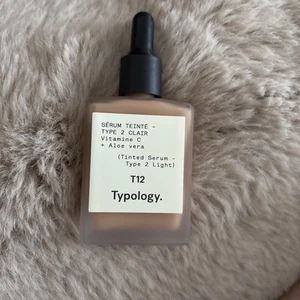 SÉRUM TEINTÉ -
TYPE 2 CLAIR
Vitamine C
+ Aloe vera
(Tinted Serum -
Type 2 Light)
T12
Typology.